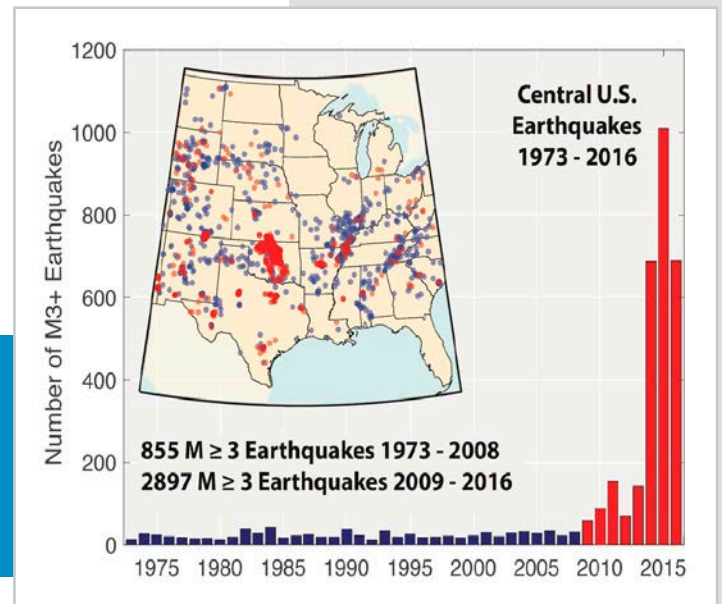 1200
1000
800
600
400
200
0
Number of M3+ Earthquakes
Central U.S.
Earthquakes
1973 - 2016
855 M ≥ 3 Earthquakes 1973 - 2008
2897 M ≥ 3 Earthquakes 2009 - 2016
1975 1980 1985 1990 1995 2000 2005 2010 2015